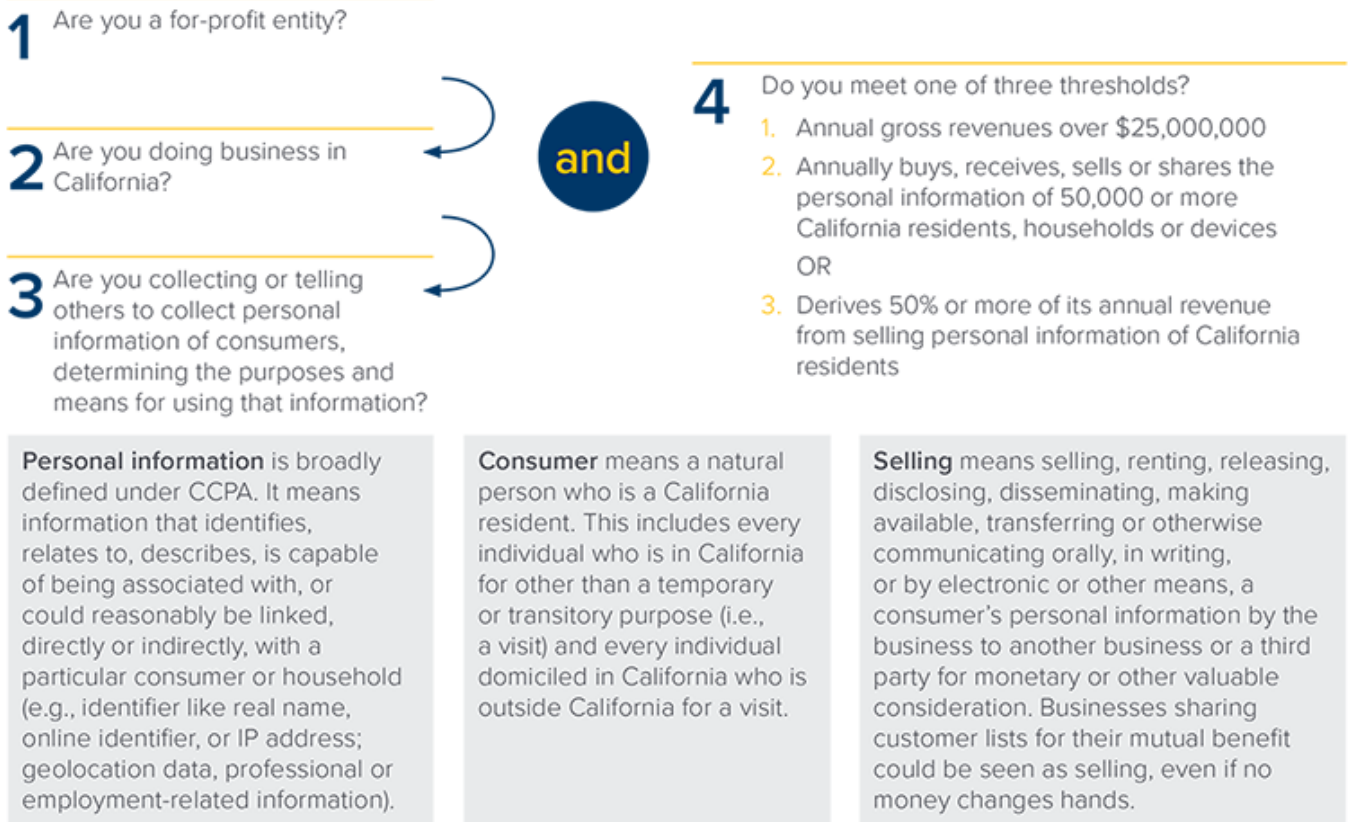 1 Are you a for-profit entity?
2 Are you doing business in
California?
3 Are you collecting or telling
others to collect personal
information of consumers,
determining the purposes and
means for using that information?
and
4 Do you meet one of three thresholds?
1. Annual gross revenues over $25,000,000
2. Annually buys, receives, sells or shares the
personal information of 50,000 or more
California residents, households or devices
OR
3. Derives 50% or more of its annual revenue
from selling personal information of California
residents
Personal information is broadly
defined under CCPA. It means
information that identifies,
relates to, describes, is capable
of being associated with, or
could reasonably be linked,
directly or indirectly, with a
particular consumer or household
(e.g., identifier like real name,
online identifier, or IP address;
geolocation data, professional or
employment-related information).
Consumer means a natural
person who is a California
resident. This includes every
individual who is in California
for other than a temporary
or transitory purpose (i.e.,
a visit) and every individual
domiciled in California who is
outside California for a visit.
Selling means selling, renting, releasing,
disclosing, disseminating, making
available, transferring or otherwise
communicating orally, in writing,
or by electronic or other means, a
consumer's personal information by the
business to another business or a third
party for monetary or other valuable
consideration. Businesses sharing
customer lists for their mutual benefit
could be seen as selling, even if no
money changes hands.